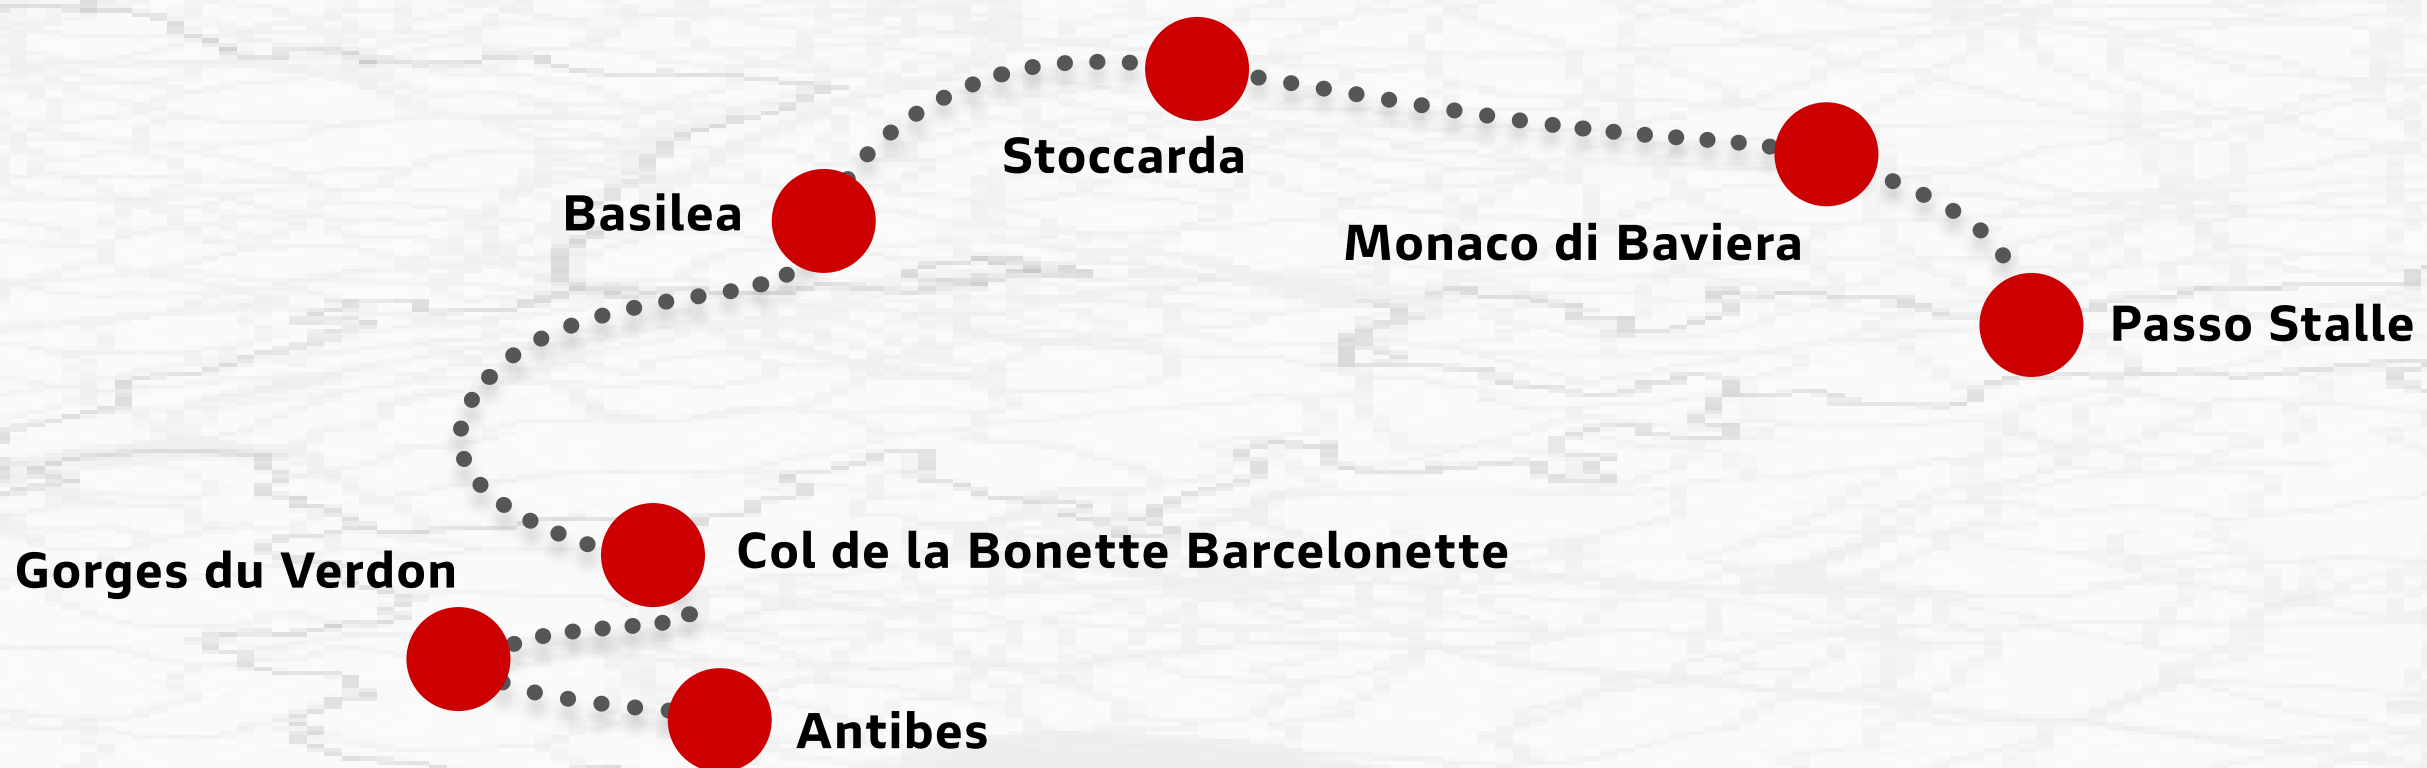 Stoccarda
Basilea
Monaco di Baviera
Passo Stalle
Col de la Bonette Barcelonette
Gorges du Verdon
Antibes